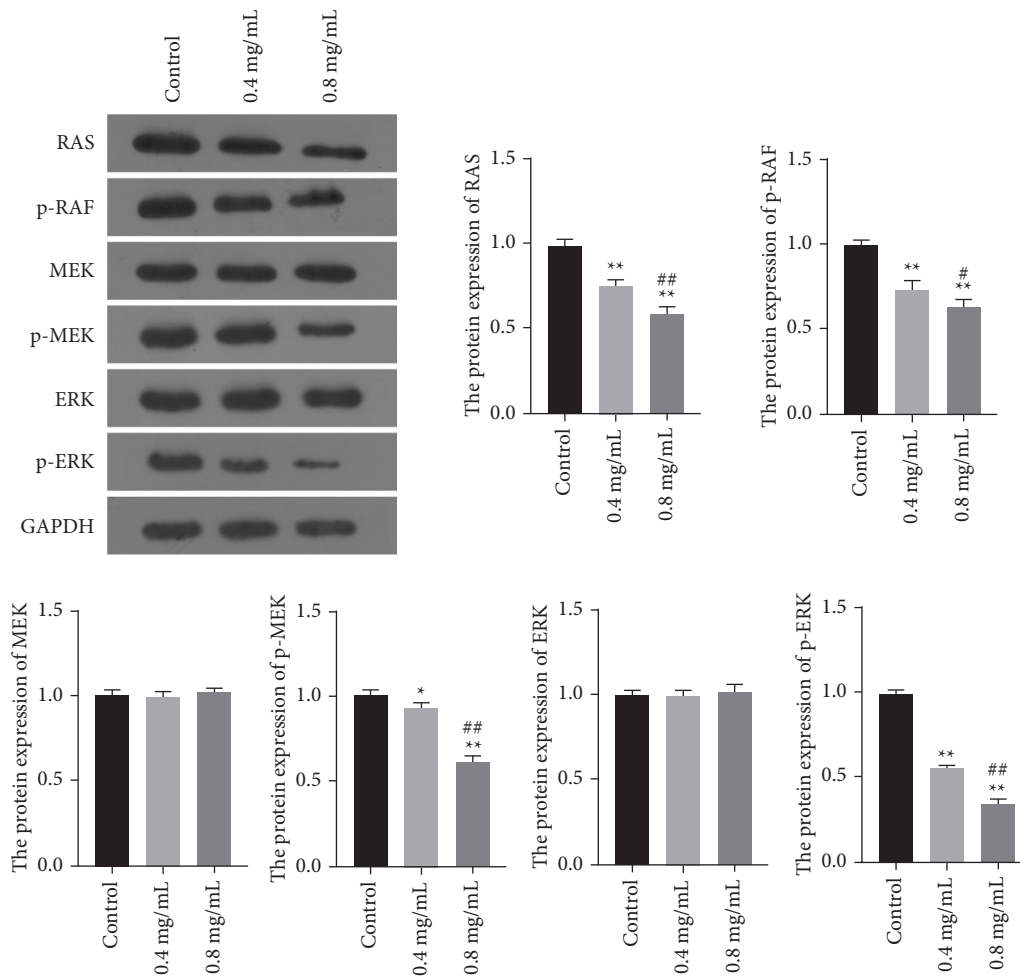 Control
0.4 mg/mL
0.8 mg/mL
RAS
p-RAF
MEK
p-MEK
ERK
p-ERK
GAPDH
The protein expression of RAS
1.5
1.0
0.5
0.0
**
##
**
Control
0.4 mg/mL
0.8 mg/mL
The protein expression of p-RAF
1.5
1.0
0.5
0.0
**
#
**
Control
0.4 mg/mL
0.8 mg/mL
The protein expression of MEK
1.5
1.0
0.5
0.0
Control
0.4 mg/mL
0.8 mg/mL
The protein expression of p-MEK
1.5
1.0
0.5
0.0
*
##
**
Control
0.4 mg/mL
0.8 mg/mL
The protein expression of ERK
1.5
1.0
0.5
0.0
Control
0.4 mg/mL
0.8 mg/mL
The protein expression of p-ERK
1.5
1.0
0.5
0.0
**
##
**
Control
0.4 mg/mL
0.8 mg/mL